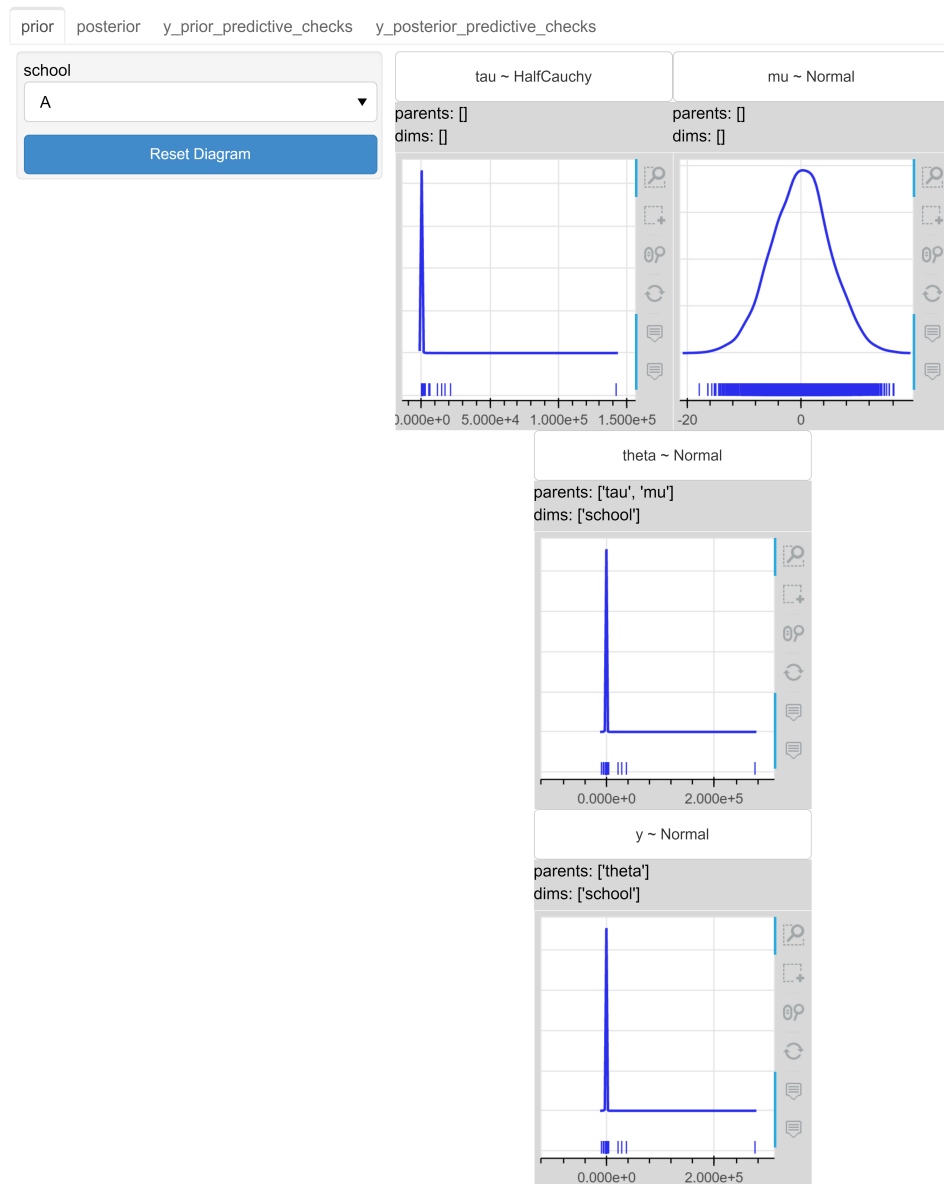 prior posterior y_prior_predictive_checks y_posterior_predictive_checks
school
A
Reset Diagram
tau ~ HalfCauchy
parents: []
dims: []
0.000e+0 5.000e+4 1.000e+5 1.500e+5
mu ~ Normal
parents: []
dims: []
-20 0
theta ~ Normal
parents: ['tau', 'mu']
dims: ['school']
0.000e+0 2.000e+5
y ~ Normal
parents: ['theta']
dims: ['school']
0.000e+0 2.000e+5